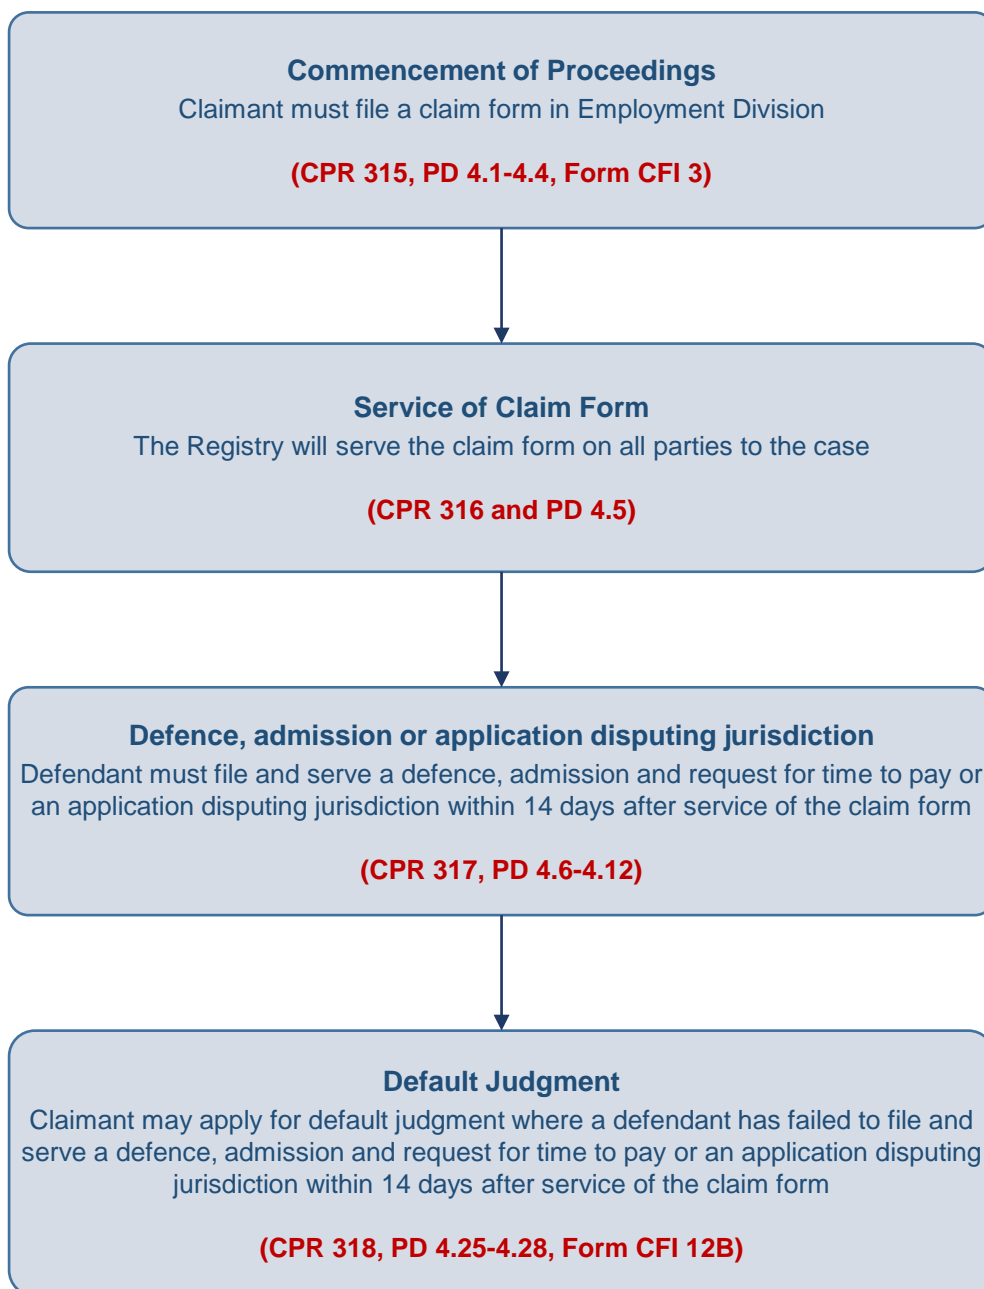 Commencement of Proceedings
Claimant must file a claim form in Employment Division
(CPR 315, PD 4.1-4.4, Form CFI 3)
Service of Claim Form
The Registry will serve the claim form on all parties to the case
(CPR 316 and PD 4.5)
Defence, admission or application disputing jurisdiction
Defendant must file and serve a defence, admission and request for time to pay or
an application disputing jurisdiction within 14 days after service of the claim form
(CPR 317, PD 4.6-4.12)
Default Judgment
Claimant may apply for default judgment where a defendant has failed to file and
serve a defence, admission and request for time to pay or an application disputing
jurisdiction within 14 days after service of the claim form
(CPR 318, PD 4.25-4.28, Form CFI 12B)